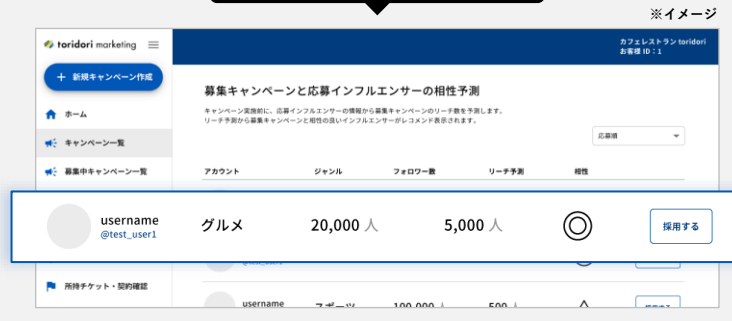 ※イメージ
toridori marketing
カフェレストラン toridori
お客様 ID：1
＋ 新規キャンペーン作成
募集キャンペーンと応募インフルエンサーの相性予測
キャンペーン実施前に、応募インフルエンサーの情報から募集キャンペーンのリーチ数を予測します。
リーチ予測から募集キャンペーンと相性の良いインフルエンサーがレコメンド表示されます。
ホーム
応募順
キャンペーン一覧
募集中キャンペーン一覧
アカウント ジャンル フォロワー数 リーチ予測 相性
username グルメ 20,000 人 5,000 人 ◎ 採用する
@test_user1
所持チケット・契約確認
username スポーツ 100,000 人 500 人 △ 採用する